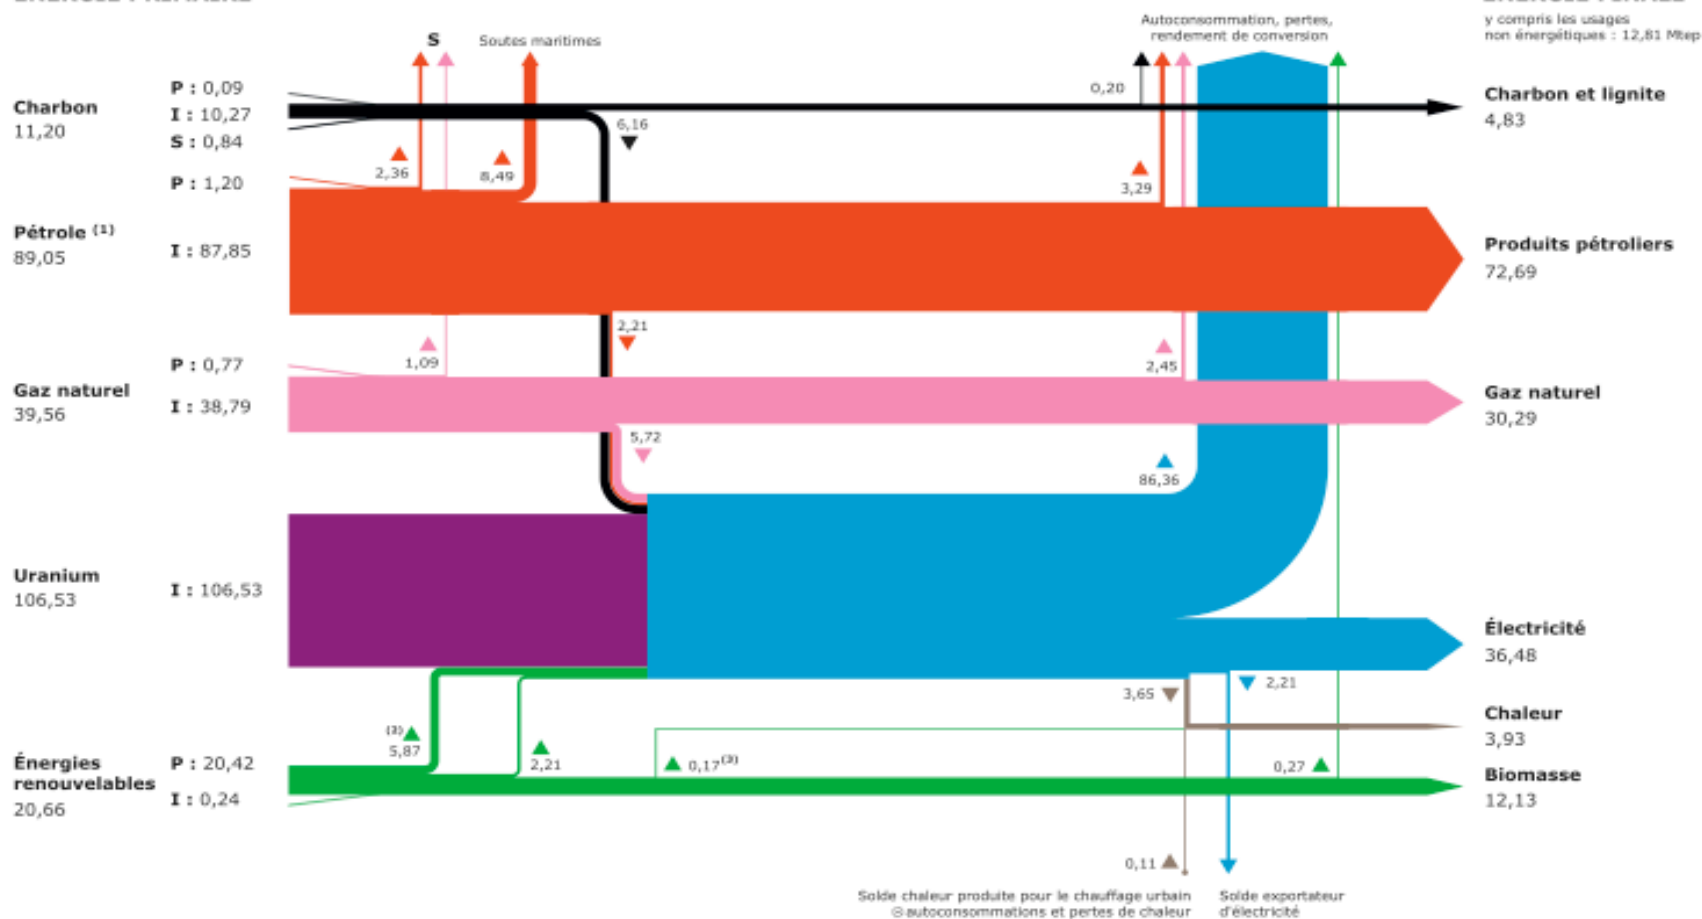 S
Soutes maritimes
Autoconsommation, pertes,
rendement de conversion
y compris les usages
non énergétiques : 12,81 Mtep
Charbon
11,20
P : 0,09
I : 10,27
S : 0,84
6,16
0,20
Charbon et lignite
4,83
2,36
8,49
3,29
Pétrole (1)
89,05
P : 1,20
I : 87,85
Produits pétroliers
72,69
2,21
1,09
2,45
Gaz naturel
39,56
P : 0,77
I : 38,79
Gaz naturel
30,29
5,72
86,36
Uranium
106,53
I : 106,53
Électricité
36,48
3,65
2,21
Chaleur
3,93
(3)
5,87
2,21
0,17(3)
0,27
Énergies
renouvelables
20,66
P : 20,42
I : 0,24
Biomasse
12,13
0,11
Solde chaleur produite pour le chauffage urbain
⊝autoconsommations et pertes de chaleur
Solde exportateur
d'électricité